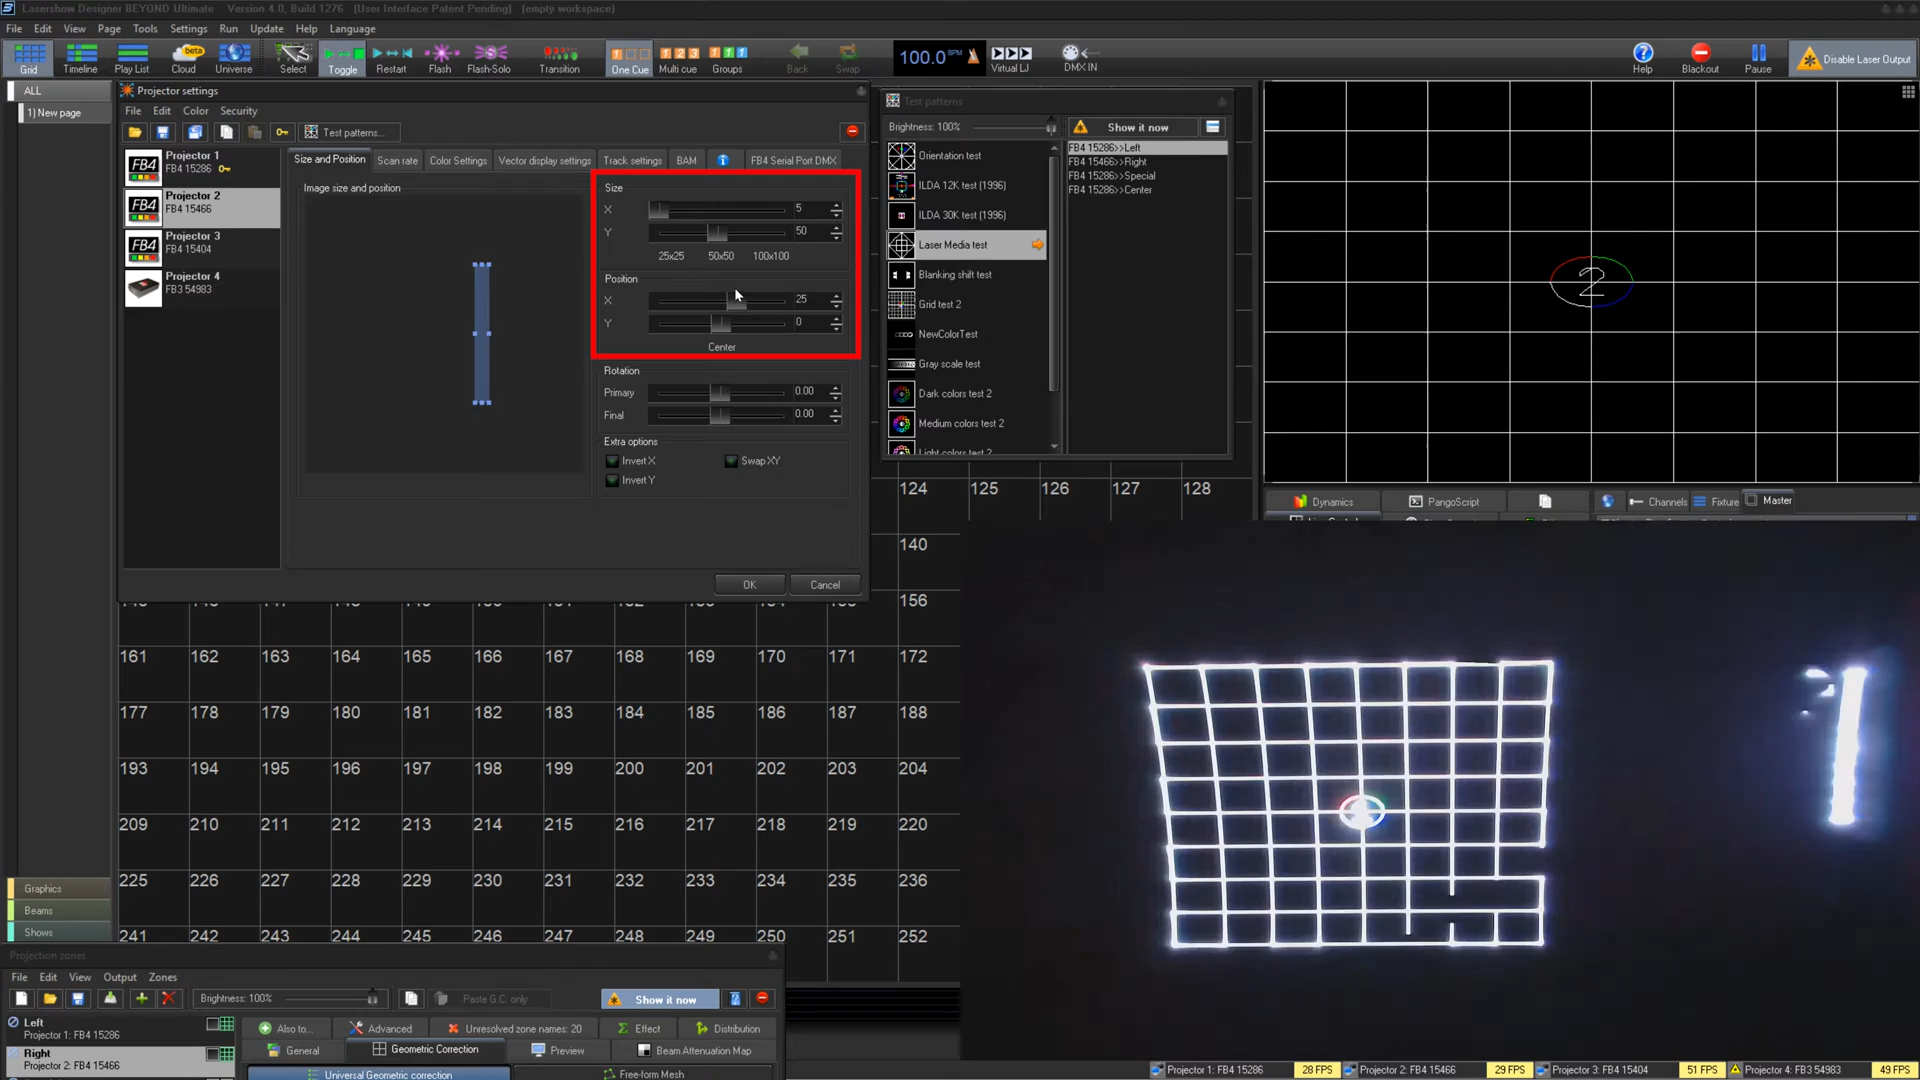 Lasershow Designer BEYOND Ultimate    Version 4.0, Build 1276    (User Interface Patent Pending)    (empty workspace)
File Edit View Page Tools Settings Run Update Help Language
Grid Timeline Play List Cloud beta Universe Select Toggle Restart Flash Flash-Solo Transition One Cue Multi cue Groups Back Swap 100.0 BPM Virtual LJ DMX IN Help Blackout Pause Disable Laser Output
ALL
1) New page
Projector settings
File Edit Color Security
Test patterns...
Projector 1
FB4 15286
Projector 2
FB4 15466
Projector 3
FB4 15404
Projector 4
FB3 54983
Size and Position Scan rate Color Settings Vector display settings Track settings BAM FB4 Serial Port DMX
Image size and position
Size
X 5
Y 50
25x25 50x50 100x100
Position
X 25
Y 0
Center
Rotation
Primary 0.00
Final 0.00
Extra options
Invert X Swap XY
Invert Y
OK Cancel
Test patterns
Brightness: 100% Show it now
Orientation test
ILDA 12K test (1996)
ILDA 30K test (1996)
Laser Media test
Blanking shift test
Grid test 2
NewColorTest
Gray scale test
Dark colors test 2
Medium colors test 2
Light colors test 2
FB4 15286>>Left
FB4 15466>>Right
FB4 15286>>Special
FB4 15286>>Center
2
Dynamics PangoScript Channels Fixture Master
124 125 126 127 128
140
156
161 162 163 164 165 166 167 168 169 170 171 172
177 178 179 180 181 182 183 184 185 186 187 188
193 194 195 196 197 198 199 200 201 202 203 204
209 210 211 212 213 214 215 216 217 218 219 220
225 226 227 228 229 230 231 232 233 234 235 236
241 242 243 244 245 246 247 248 249 250 251 252
Graphics
Beams
Shows
Projection zones
File Edit View Output Zones
Brightness: 100% Paste G.C. only Show it now
Left
Projector 1: FB4 15286
Right
Projector 2: FB4 15466
Also to... Advanced Unresolved zone names: 20 Effect Distribution
General Geometric Correction Preview Beam Attenuation Map
Universal Geometric correction Free-form Mesh
Projector 1: FB4 15286 28 FPS Projector 2: FB4 15466 29 FPS Projector 3: FB4 15404 51 FPS Projector 4: FB3 54983 49 FPS